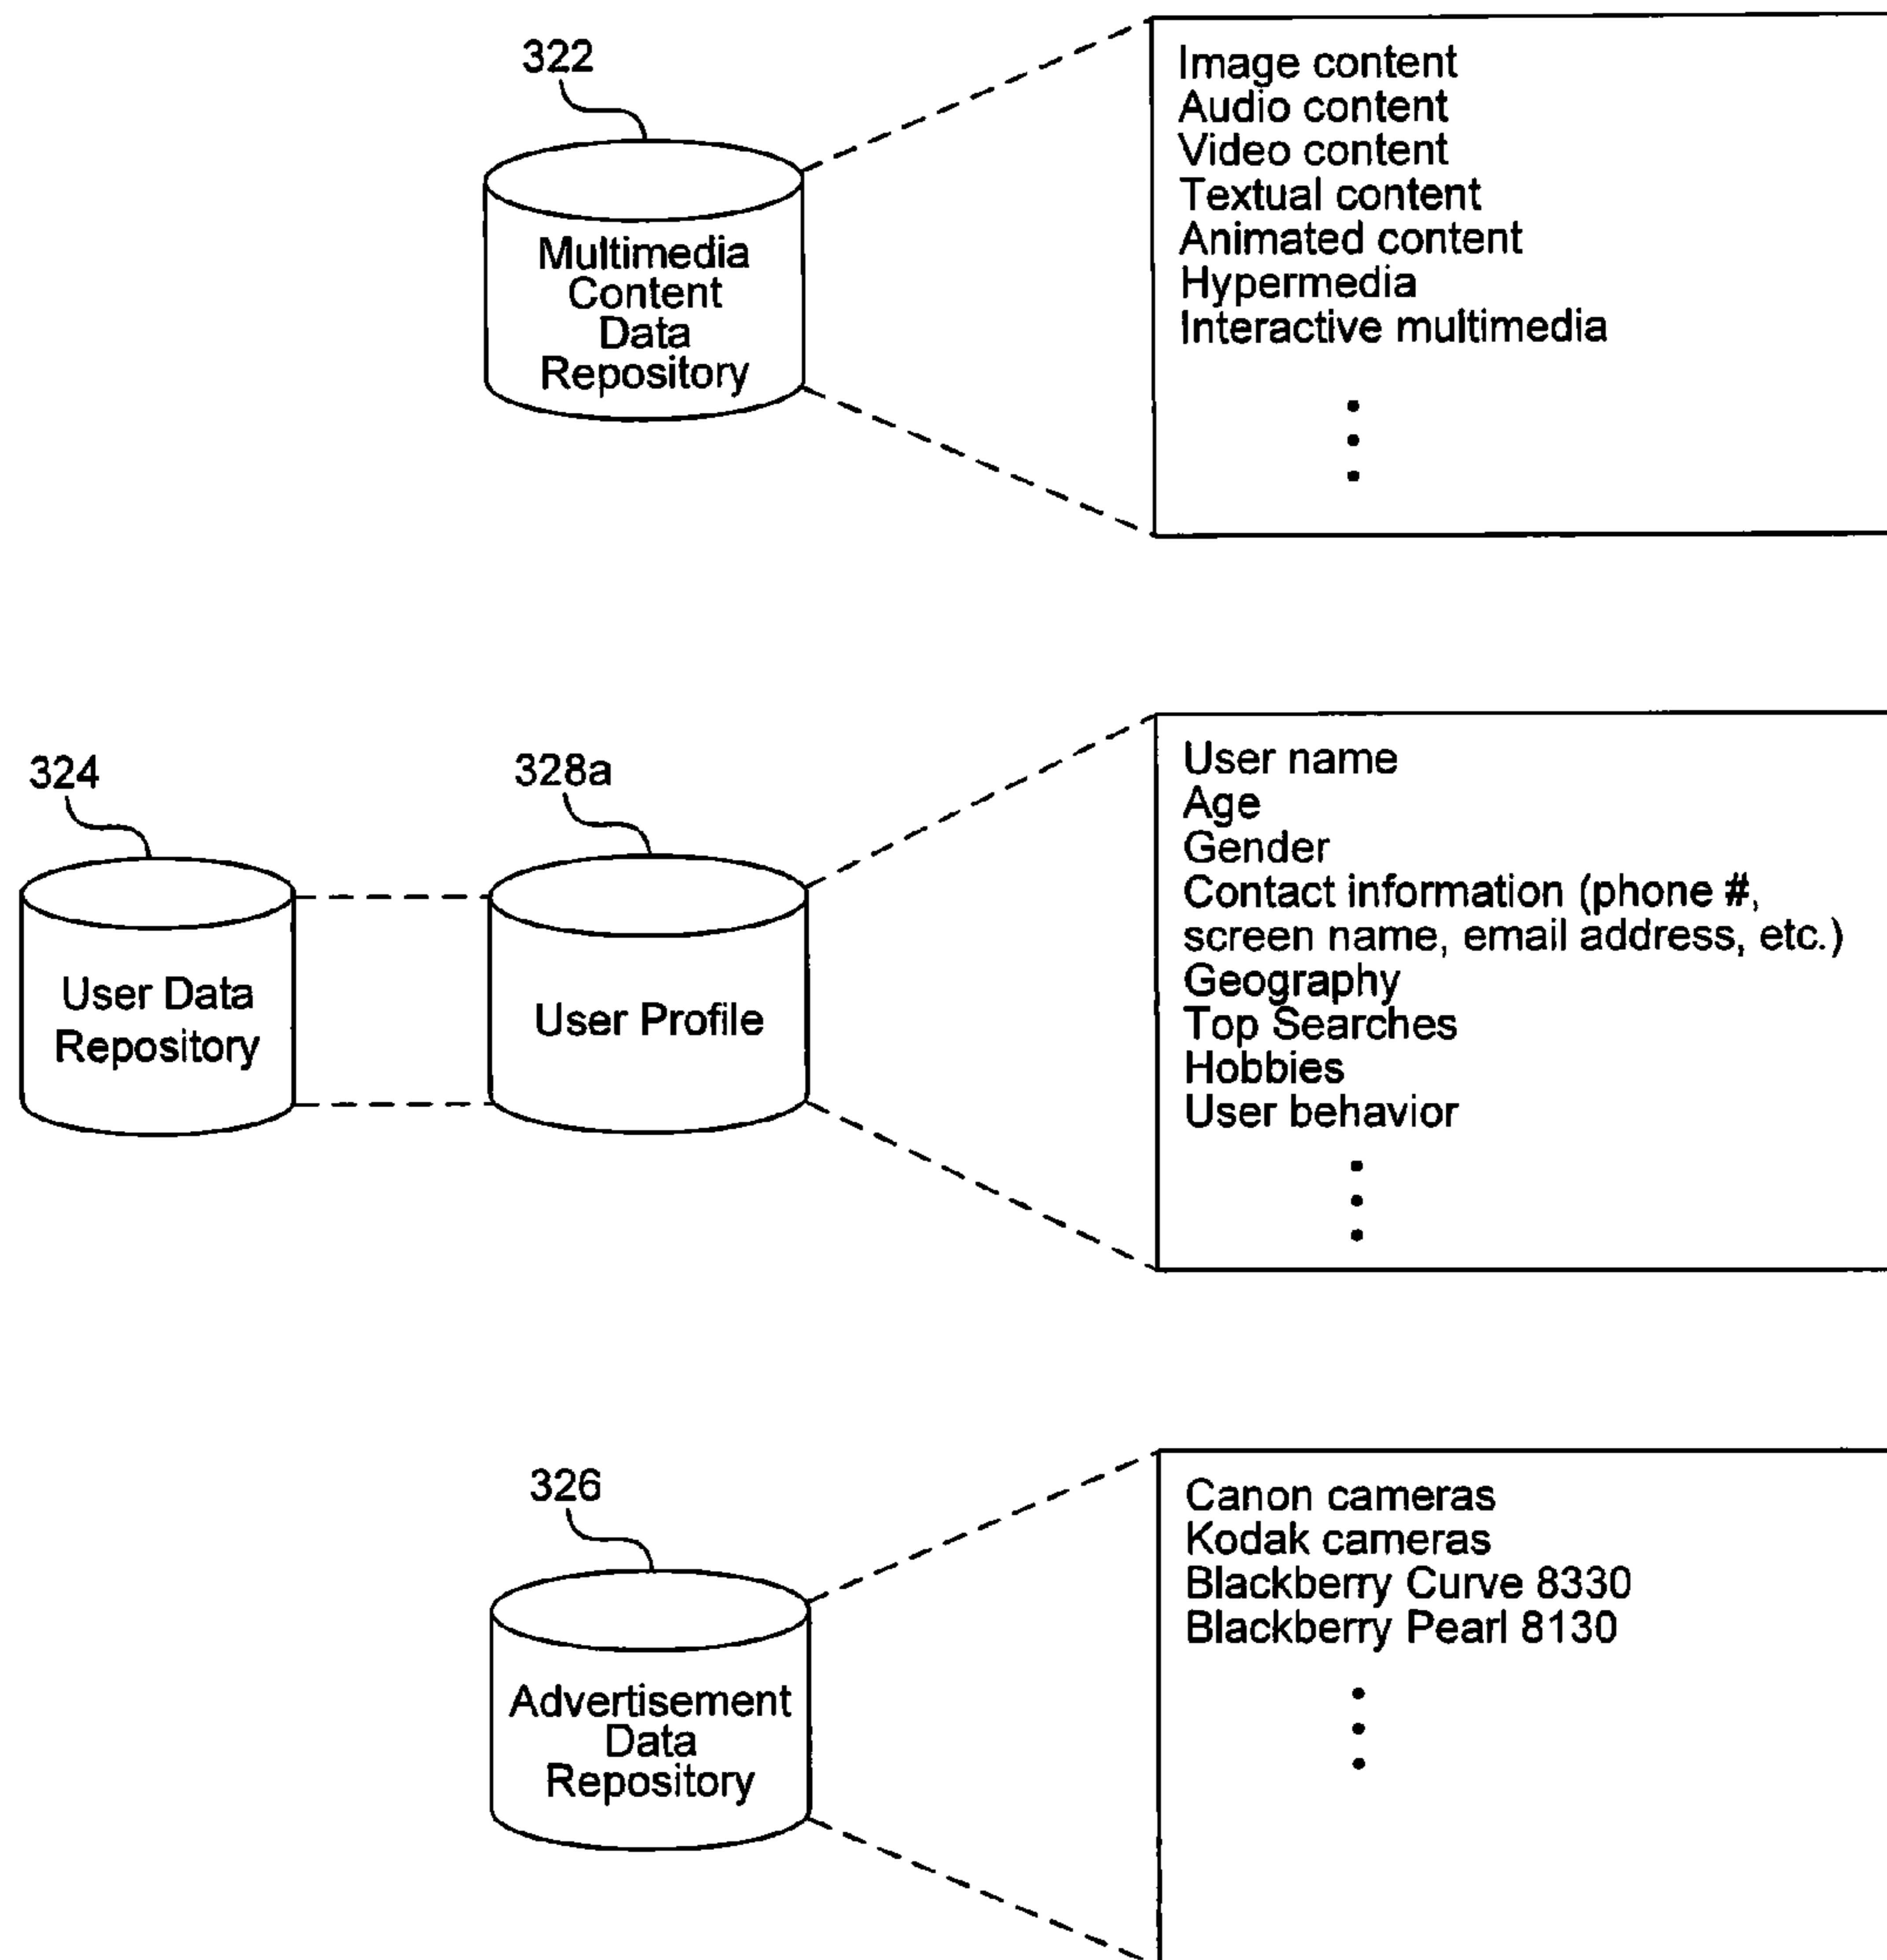 322
Multimedia
Content
Data
Repository
Image content
Audio content
Video content
Textual content
Animated content
Hypermedia
Interactive multimedia
324
328a
User Data
Repository
User Profile
User name
Age
Gender
Contact information (phone #,
screen name, email address, etc.)
Geography
Top Searches
Hobbies
User behavior
326
Advertisement
Data
Repository
Canon cameras
Kodak cameras
Blackberry Curve 8330
Blackberry Pearl 8130